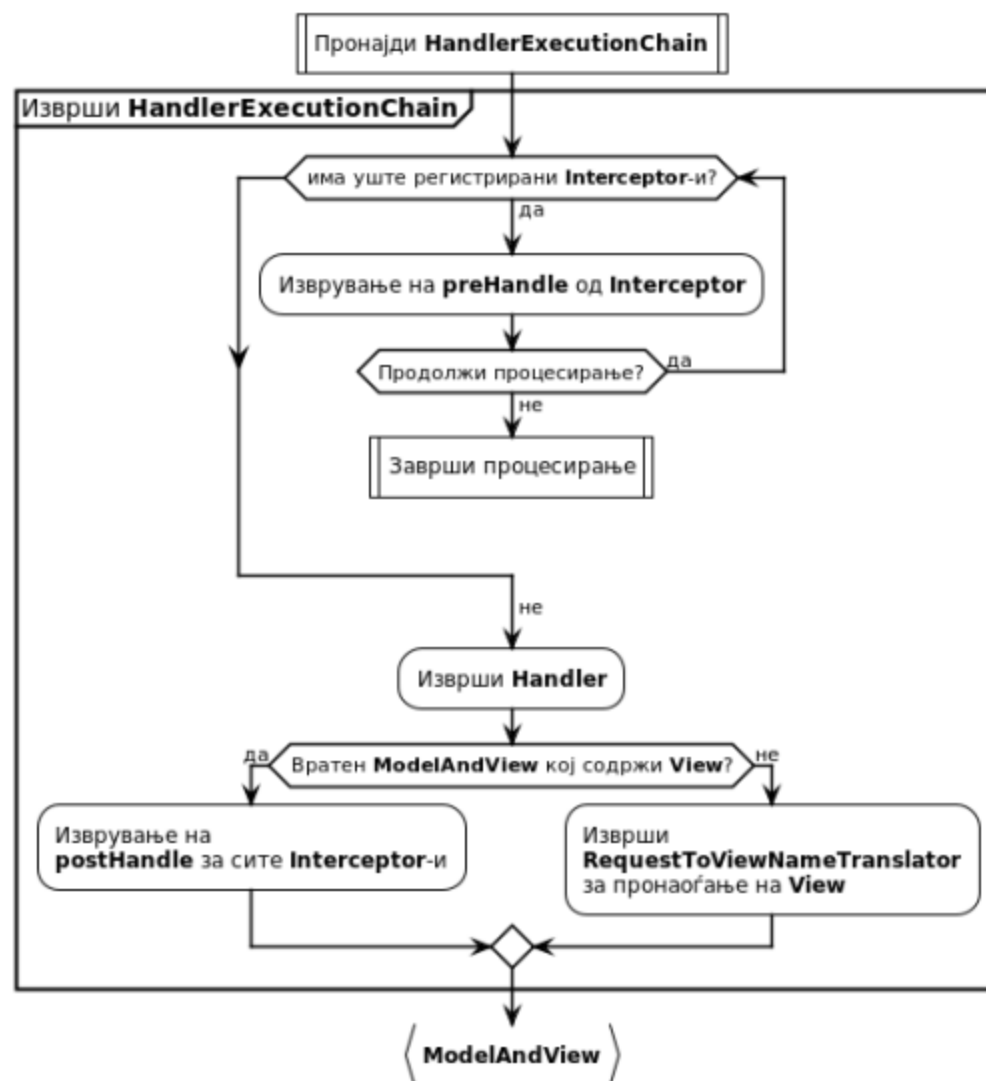 Пронајди HandlerExecutionChain
Изврши HandlerExecutionChain
има уште регистрирани Interceptor-и?
да
Изврување на preHandle од Interceptor
Продолжи процесирање?
да
не
Заврши процесирање
не
Изврши Handler
Вратен ModelAndView кој содржи View?
да
не
Изврување на
postHandle за сите Interceptor-и
Изврши
RequestToViewNameTranslator
за пронаоѓање на View
ModelAndView